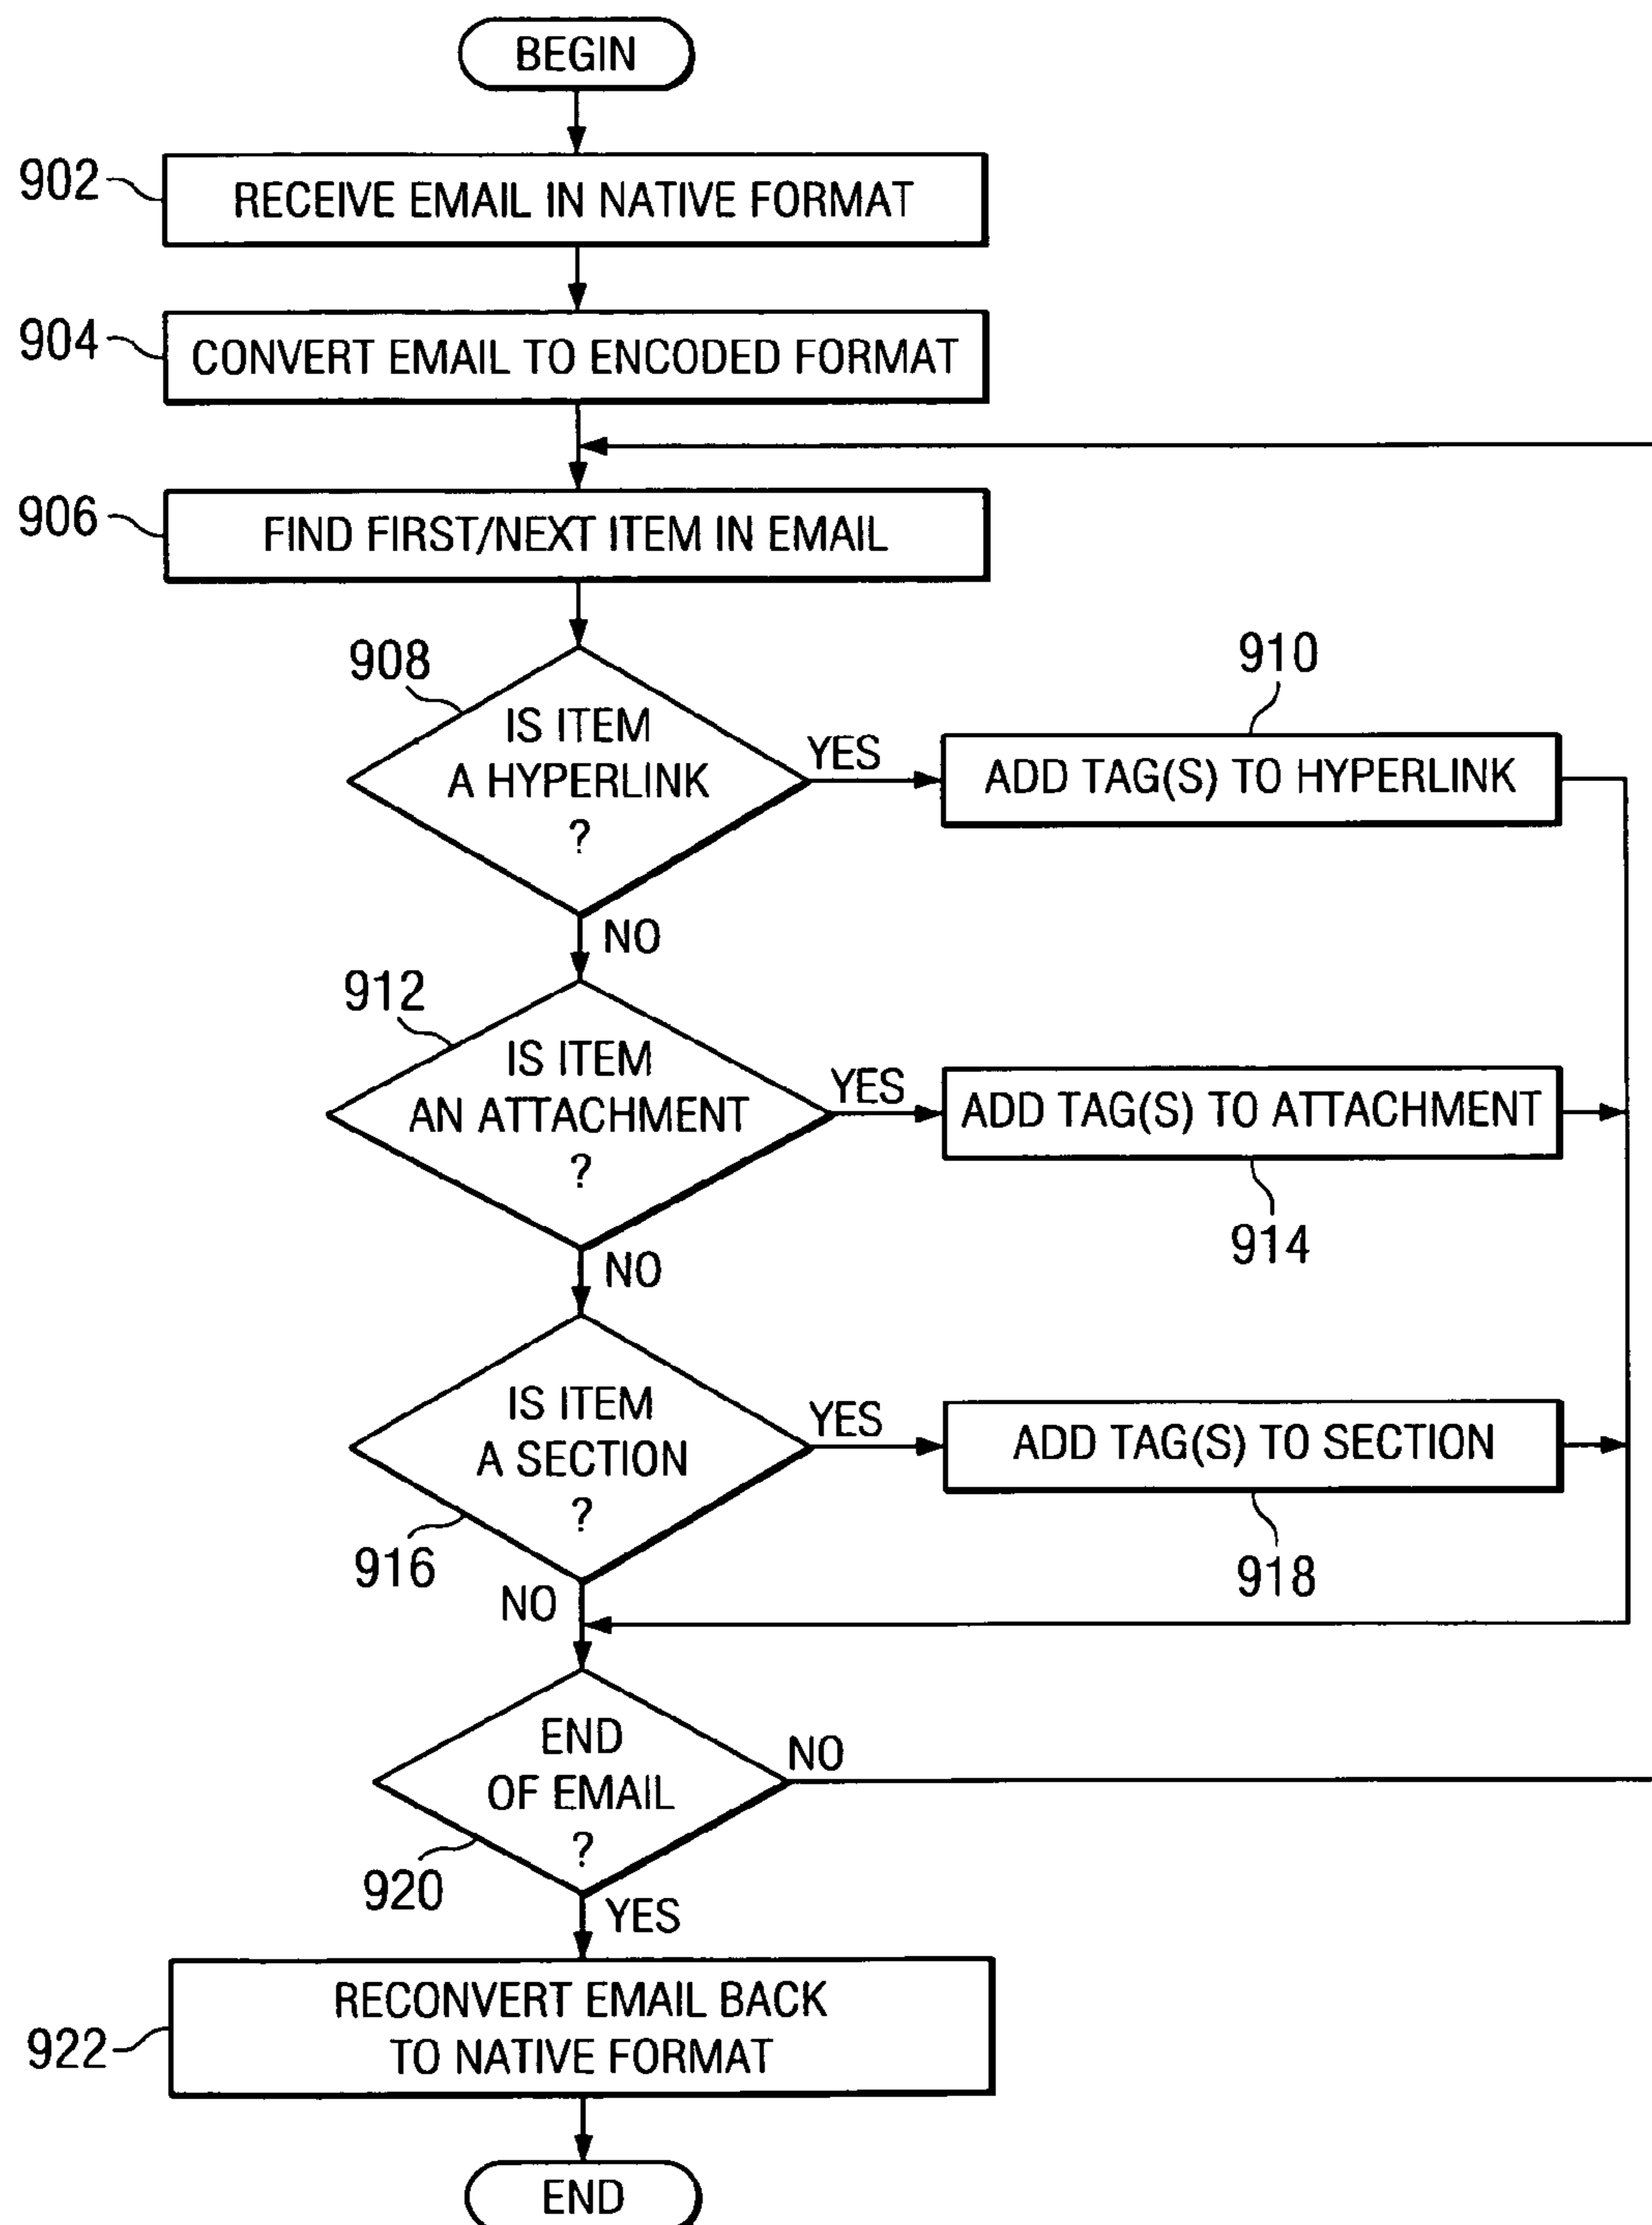 BEGIN
902
RECEIVE EMAIL IN NATIVE FORMAT
904
CONVERT EMAIL TO ENCODED FORMAT
906
FIND FIRST/NEXT ITEM IN EMAIL
908
IS ITEM
A HYPERLINK
?
YES
910
ADD TAG(S) TO HYPERLINK
NO
912
IS ITEM
AN ATTACHMENT
?
YES
ADD TAG(S) TO ATTACHMENT
914
NO
IS ITEM
A SECTION
?
916
YES
ADD TAG(S) TO SECTION
918
NO
END
OF EMAIL
?
920
NO
YES
922
RECONVERT EMAIL BACK
TO NATIVE FORMAT
END